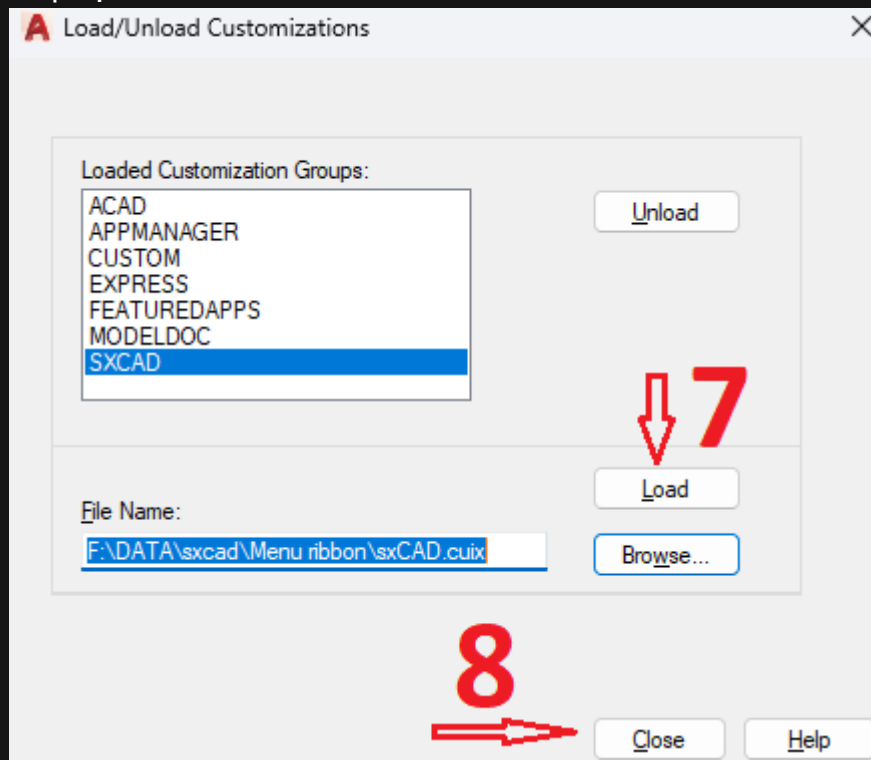 Load/Unload Customizations
Loaded Customization Groups:
ACAD
APPMANAGER
CUSTOM
EXPRESS
FEATUREDAPPS
MODELDOC
SXCAD
Unload
7
Load
File Name:
F:\DATA\sxcad\Menu ribbon\sxCAD.cuix
Browse...
8
Close
Help